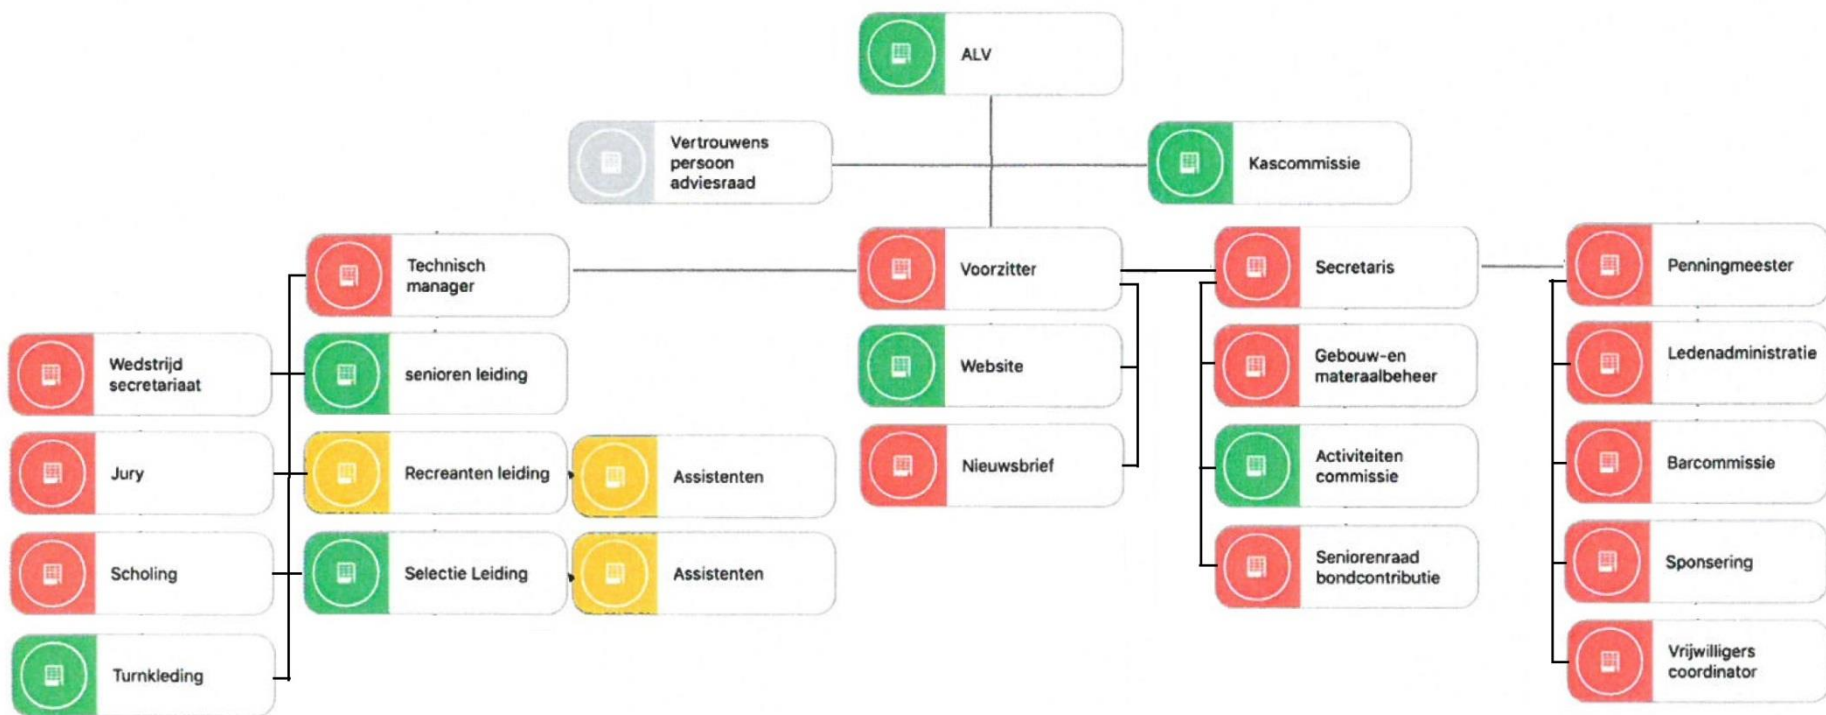 ALV
Vertrouwens
persoon
adviesraad
Kascommissie
Technisch
manager
Voorzitter
Secretaris
Penningmeester
Wedstrijd
secretariaat
senioren leiding
Website
Gebouw-en
materaalbeheer
Ledenadministratie
Jury
Recreanten leiding
Assistenten
Nieuwsbrief
Activiteiten
commissie
Barcommissie
Scholing
Selectie Leiding
Assistenten
Seniorenraad
bondcontributie
Sponsering
Turnkleding
Vrijwilligers
coordinator